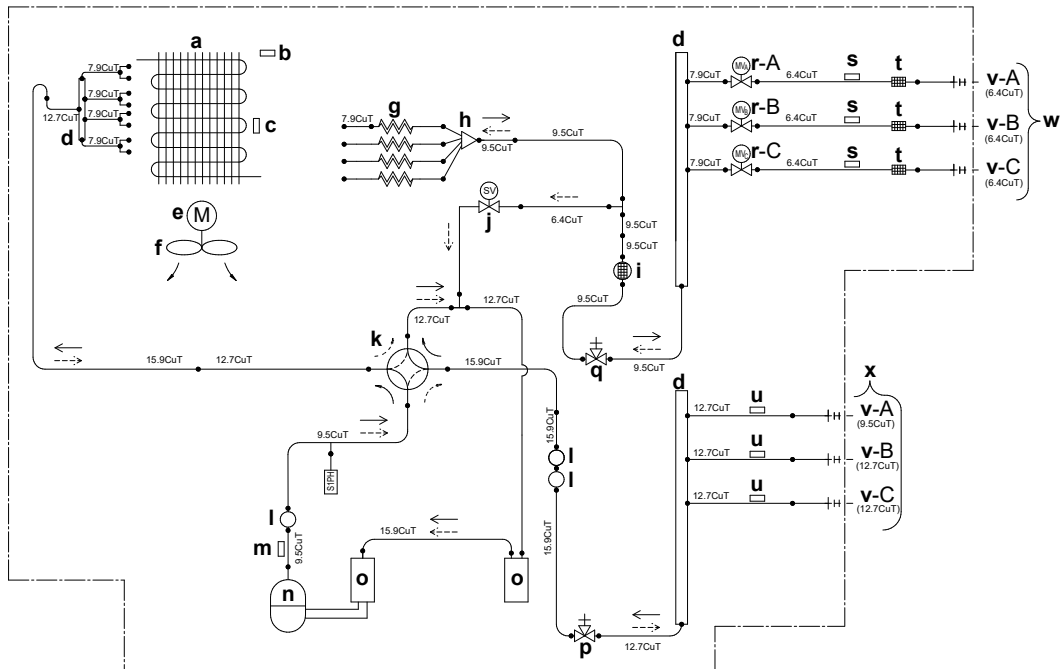 a
b
7.9CuT
7.9CuT
7.9CuT
7.9CuT
12.7CuT
d
c
e M
f
g
7.9CuT
h
9.5CuT
9.5CuT
SV
j
6.4CuT
9.5CuT
9.5CuT
i
9.5CuT
q
9.5CuT
d
7.9CuT
MVA
r-A
6.4CuT
s
t
v-A
(6.4CuT)
7.9CuT
MVB
r-B
6.4CuT
s
t
v-B
(6.4CuT)
7.9CuT
MVC
r-C
6.4CuT
s
t
v-C
(6.4CuT)
w
12.7CuT
12.7CuT
k
15.9CuT
12.7CuT
15.9CuT
9.5CuT
S1PH
l
m
9.5CuT
n
15.9CuT
o
o
15.9CuT
l
l
15.9CuT
p
12.7CuT
d
x
12.7CuT
u
v-A
(9.5CuT)
12.7CuT
u
v-B
(12.7CuT)
12.7CuT
u
v-C
(12.7CuT)